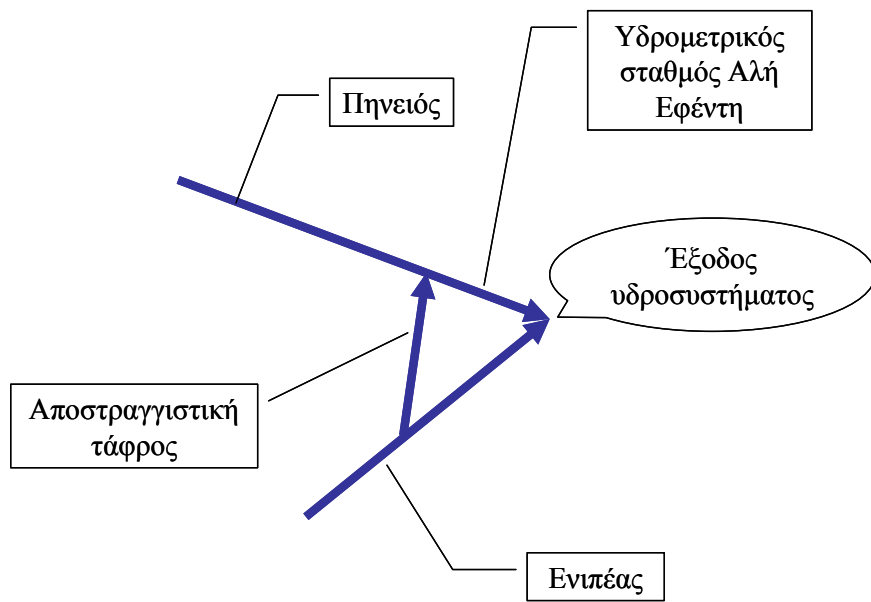 Υδρομετρικός
σταθμός Αλή
Εφέντη
Πηνειός
Έξοδος
υδροσυστήματος
Αποστραγγιστική
τάφρος
Ενιπέας